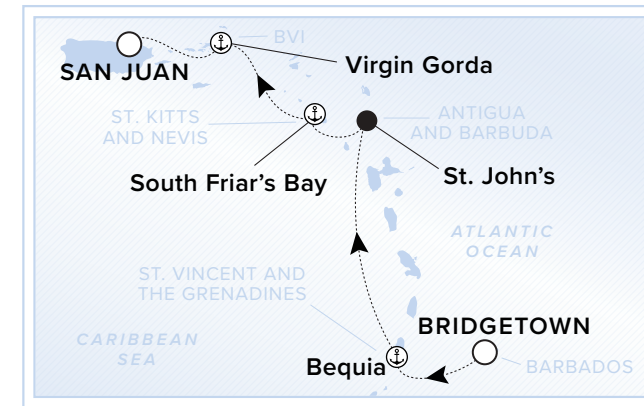 BVI
SAN JUAN
Virgin Gorda
ST. KITTS
AND NEVIS
ANTIGUA
AND BARBUDA
South Friar's Bay
St. John's
ATLANTIC
OCEAN
ST. VINCENT AND
THE GRENADINES
CARIBBEAN
SEA
BRIDGETOWN
Bequia
BARBADOS